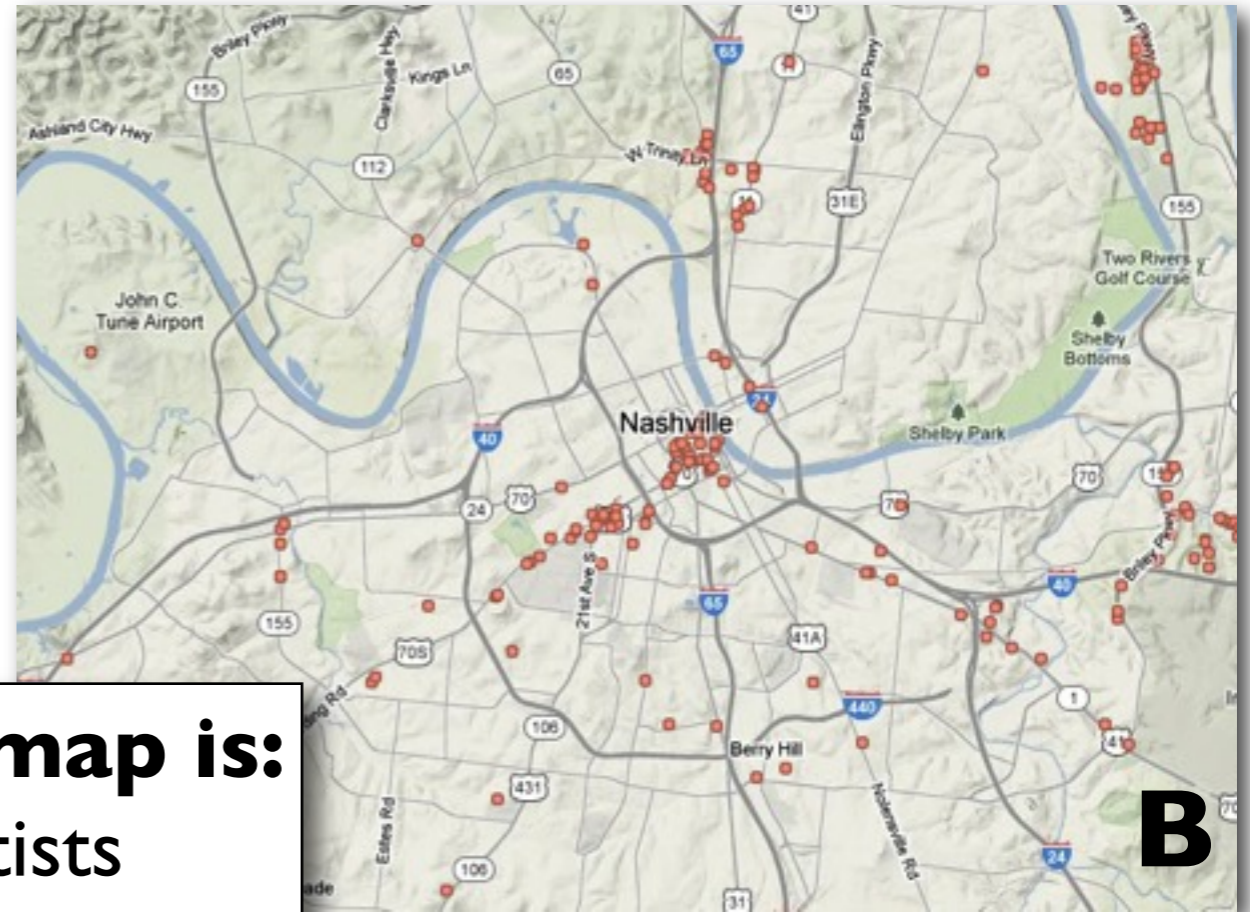 41
Briley Pkwy
65
Clarksville Hwy
Kings Ln
65
Ellington Pkwy
155
Ashland City Hwy
W Trinity Ln
112
31E
155
Two Rivers
Golf Course
John C.
Tune Airport
Shelby
Bottoms
24
Nashville
Shelby Park
40
70
70
24
Briley Pkwy
21st Ave S
40
65
155
41A
70S
1
440
106
Berry Hill
41
map is:
431
Estes Rd
Nolensville Rd
B
tists
106
24
31